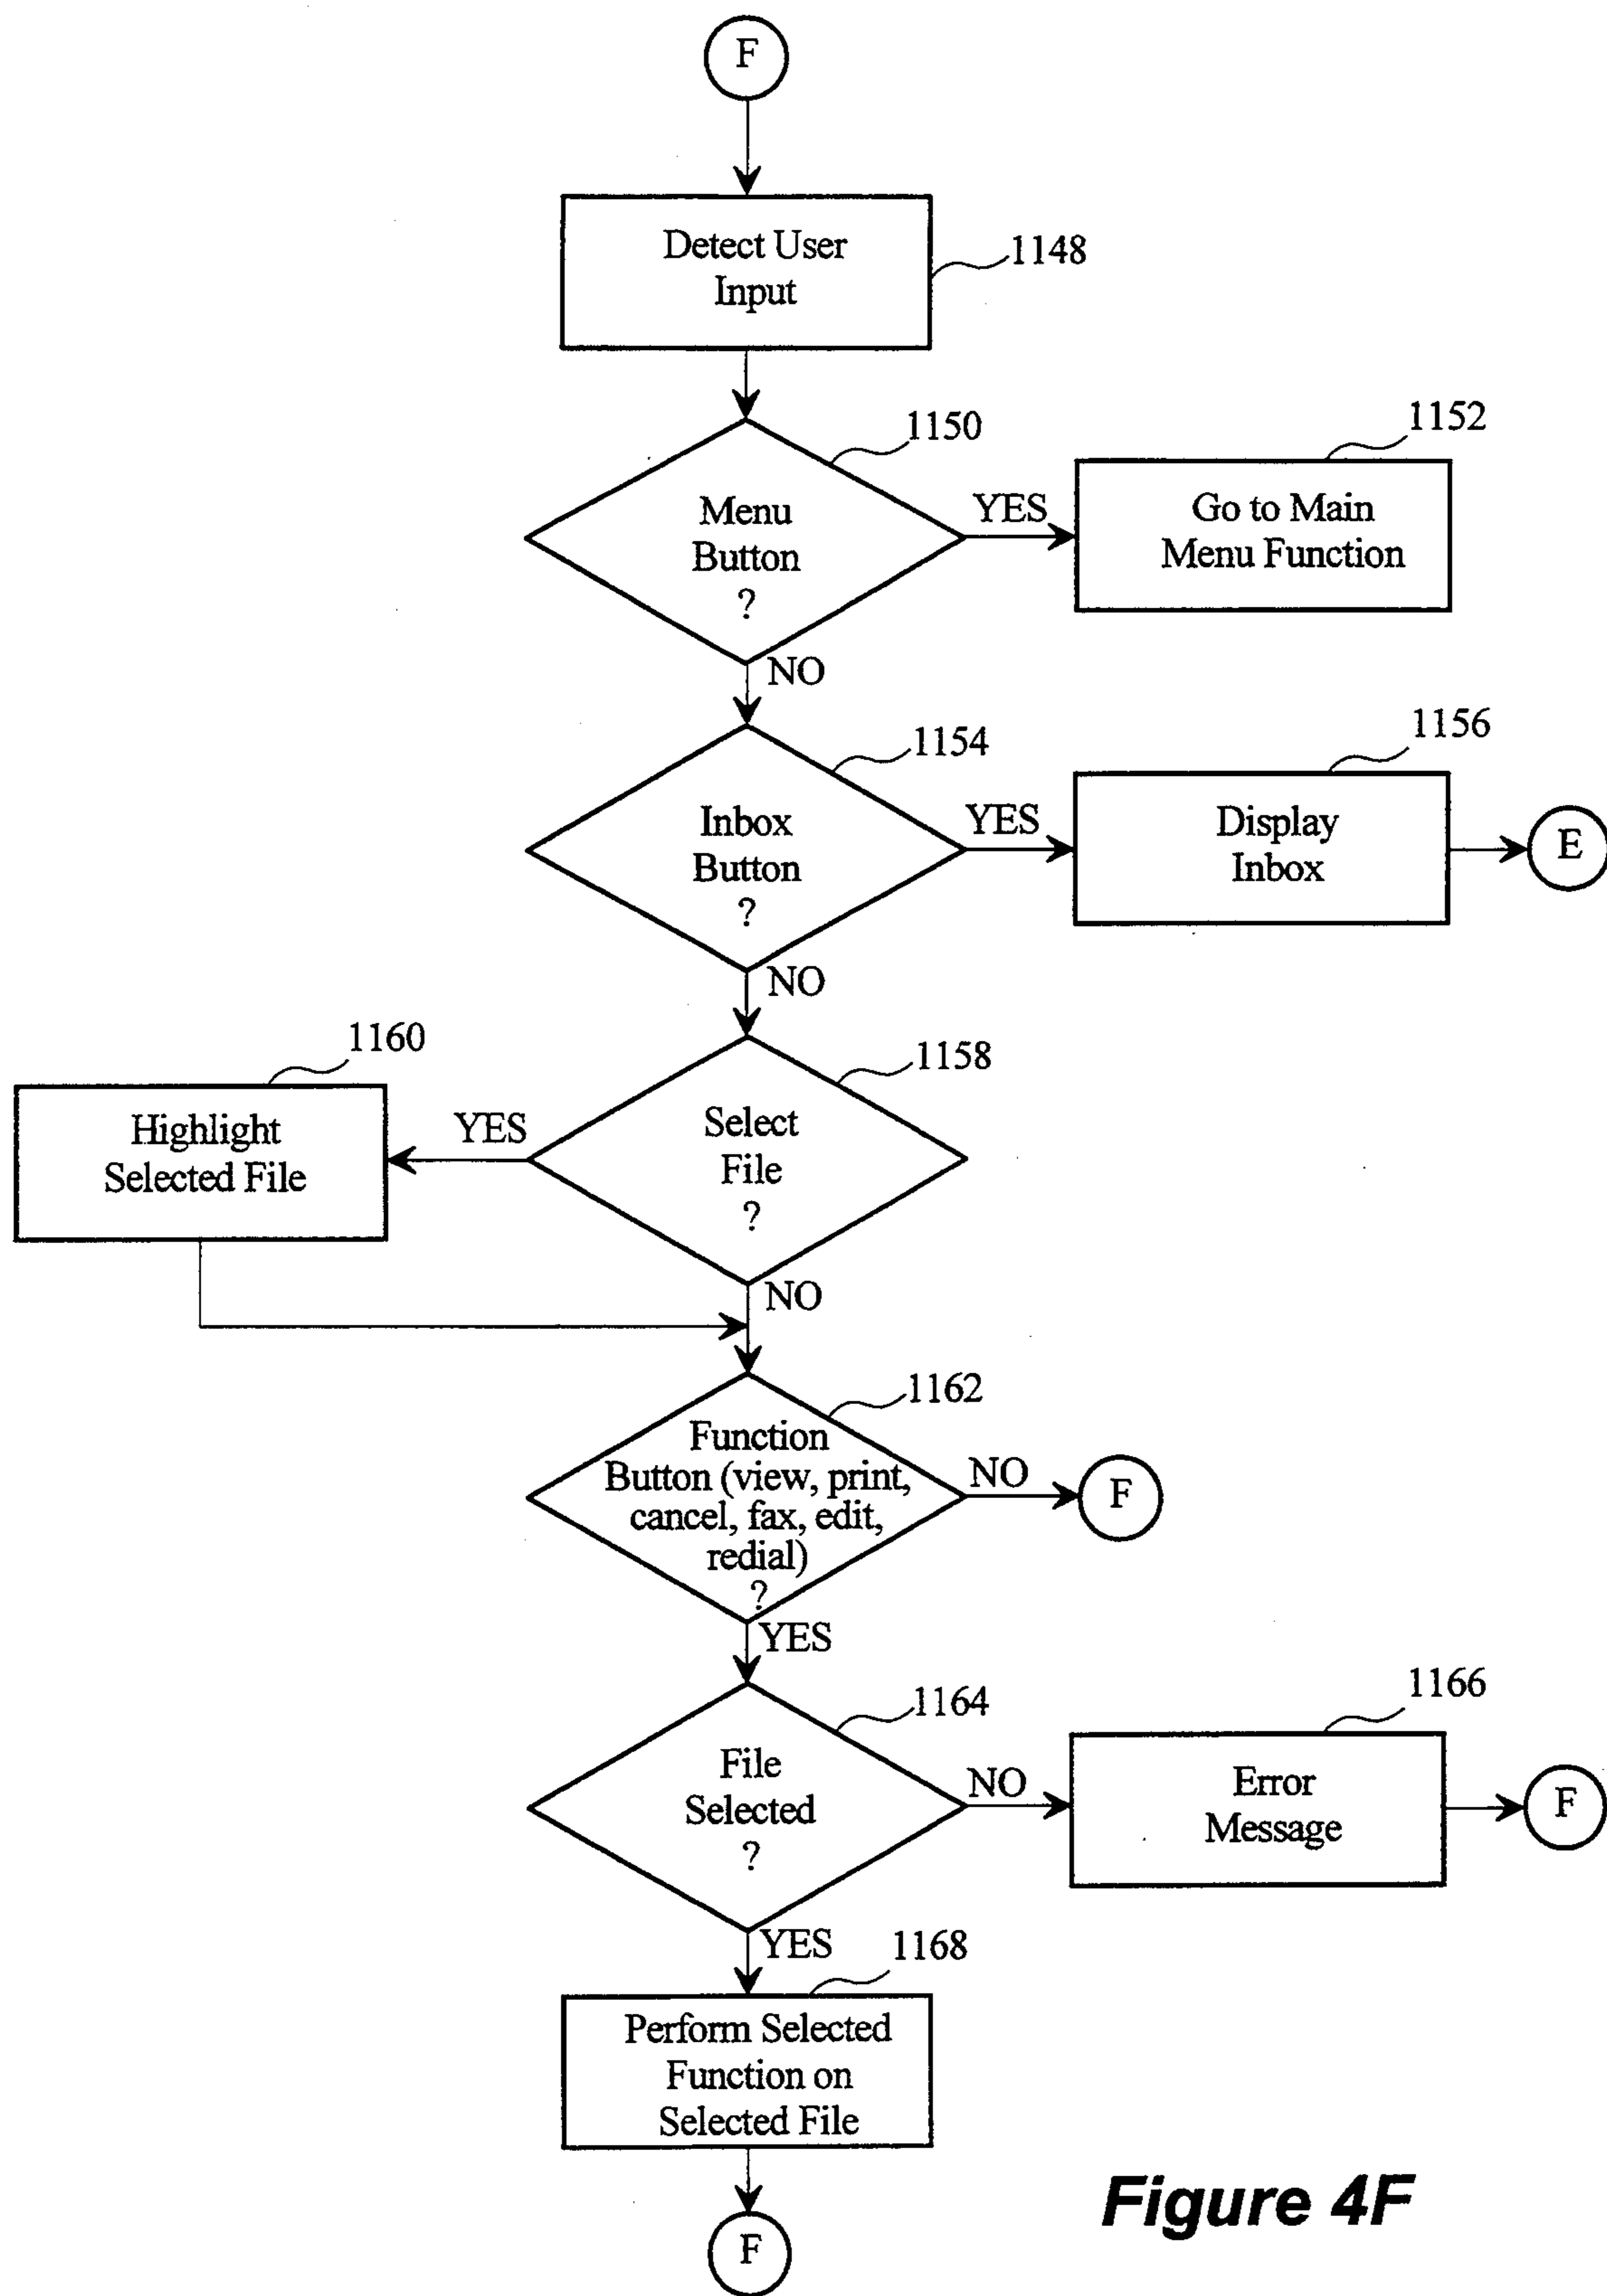 F
Detect User
Input
1148
1150
Menu
Button
?
YES
1152
Go to Main
Menu Function
NO
1154
Inbox
Button
?
YES
1156
Display
Inbox
E
NO
1158
Select
File
?
YES
1160
Highlight
Selected File
NO
1162
Function
Button (view, print,
cancel, fax, edit,
redial)
?
NO
F
YES
1164
File
Selected
?
NO
1166
Error
Message
F
YES
1168
Perform Selected
Function on
Selected File
F
Figure 4F